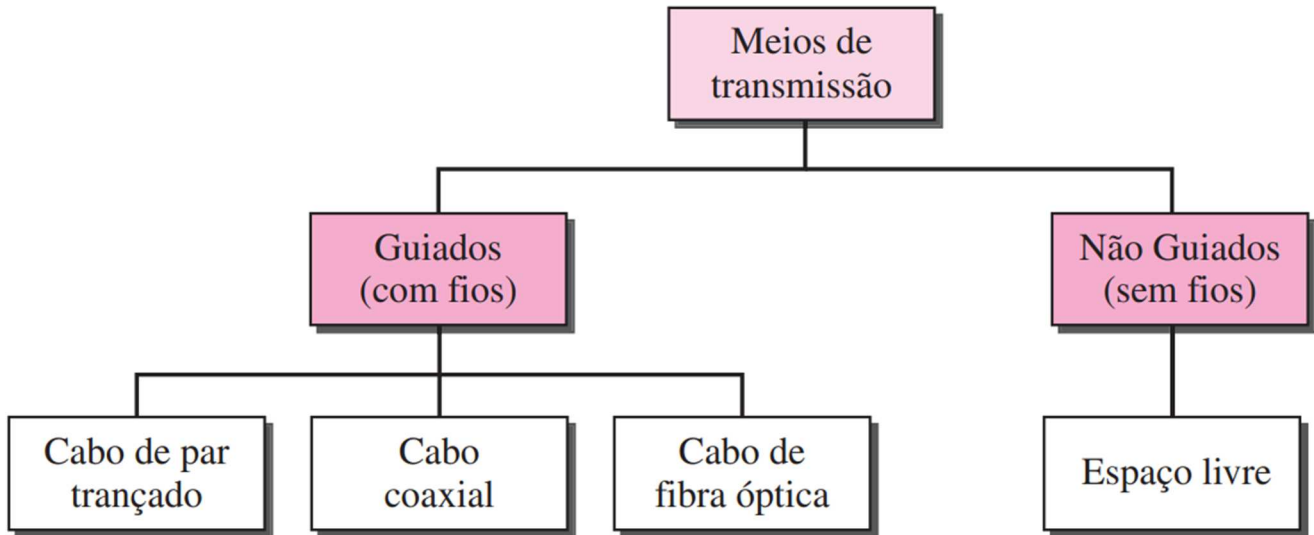 Meios de
transmissão
Guiados
(com fios)
Não Guiados
(sem fios)
Cabo de par
trançado
Cabo
coaxial
Cabo de
fibra óptica
Espaço livre